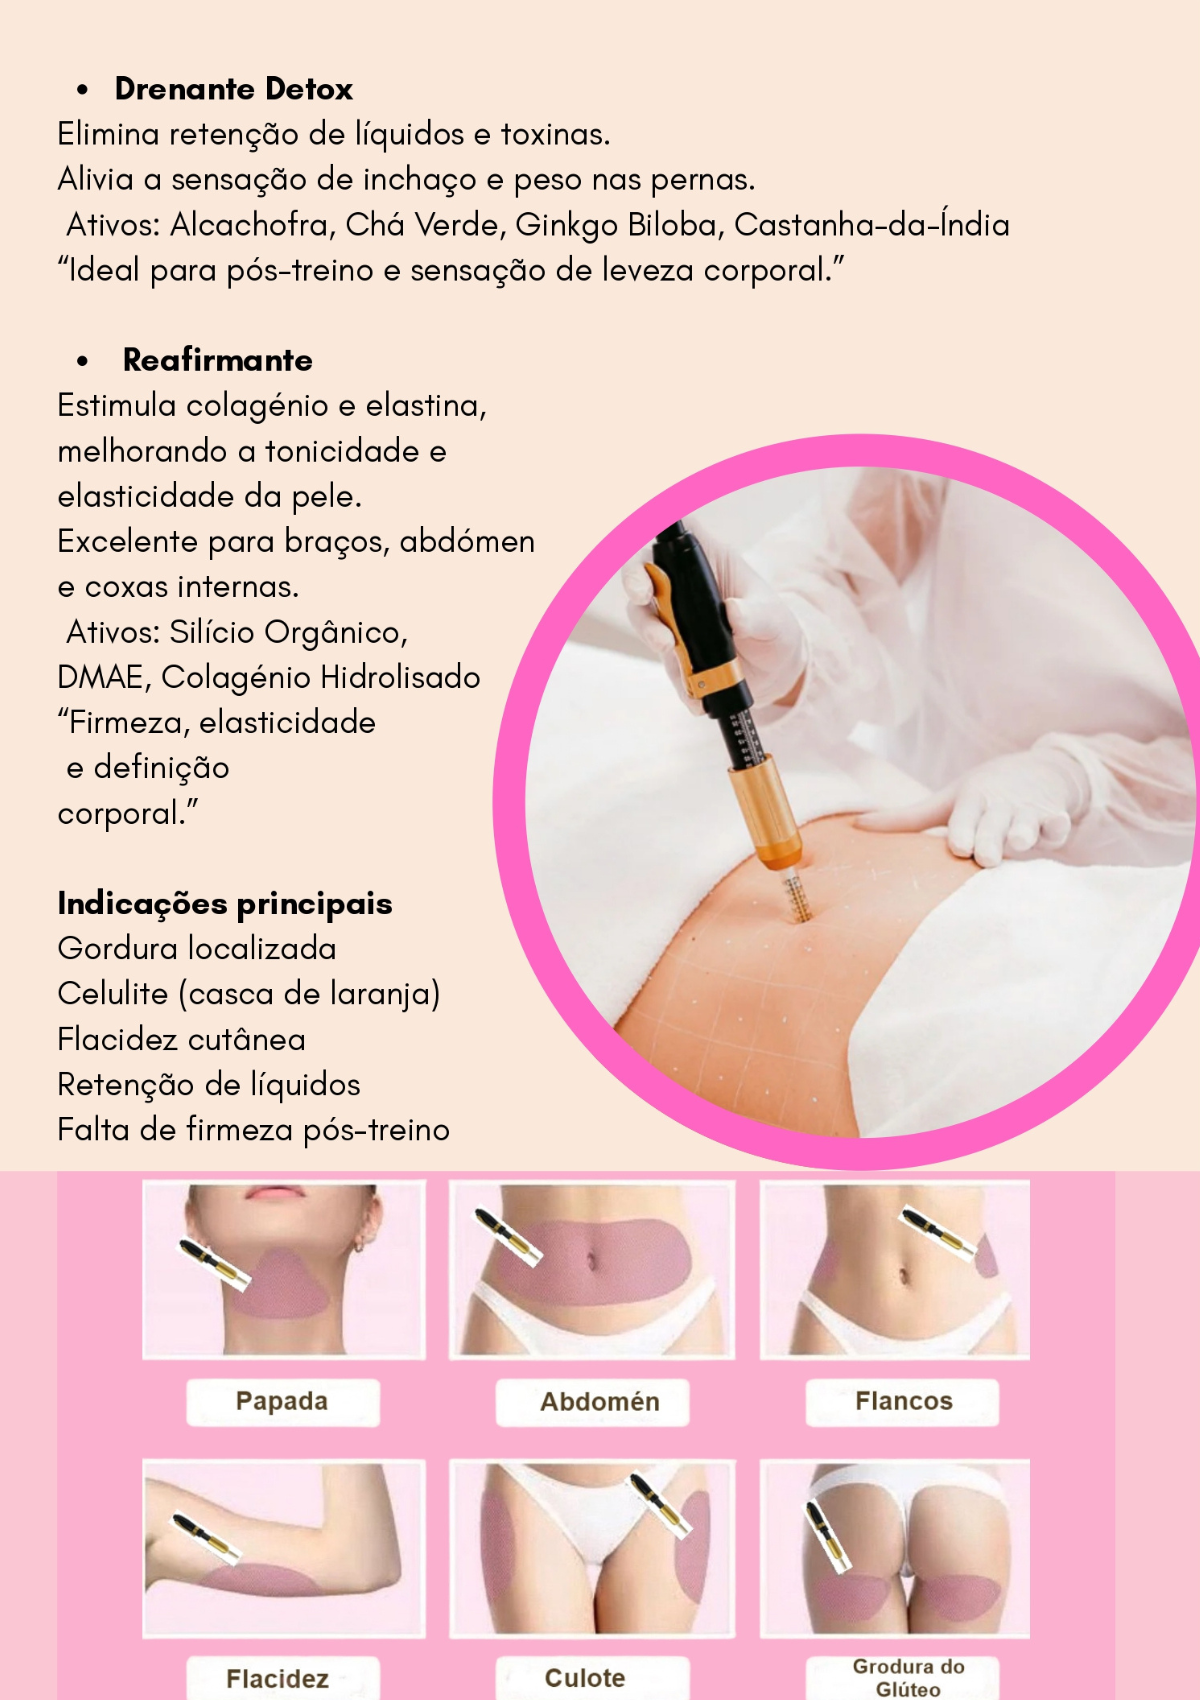 • Drenante Detox
Elimina retenção de líquidos e toxinas.
Alivia a sensação de inchaço e peso nas pernas.
Ativos: Alcachofra, Chá Verde, Ginkgo Biloba, Castanha-da-Índia
“Ideal para pós-treino e sensação de leveza corporal.”
• Reafirmante
Estimula colagénio e elastina,
melhorando a tonicidade e
elasticidade da pele.
Excelente para braços, abdómen
e coxas internas.
Ativos: Silício Orgânico,
DMAE, Colagénio Hidrolisado
“Firmeza, elasticidade
e definição
corporal.”
Indicações principais
Gordura localizada
Celulite (casca de laranja)
Flacidez cutânea
Retenção de líquidos
Falta de firmeza pós-treino
Papada
Abdomén
Flancos
Flacidez
Culote
Grodura do
Glúteo